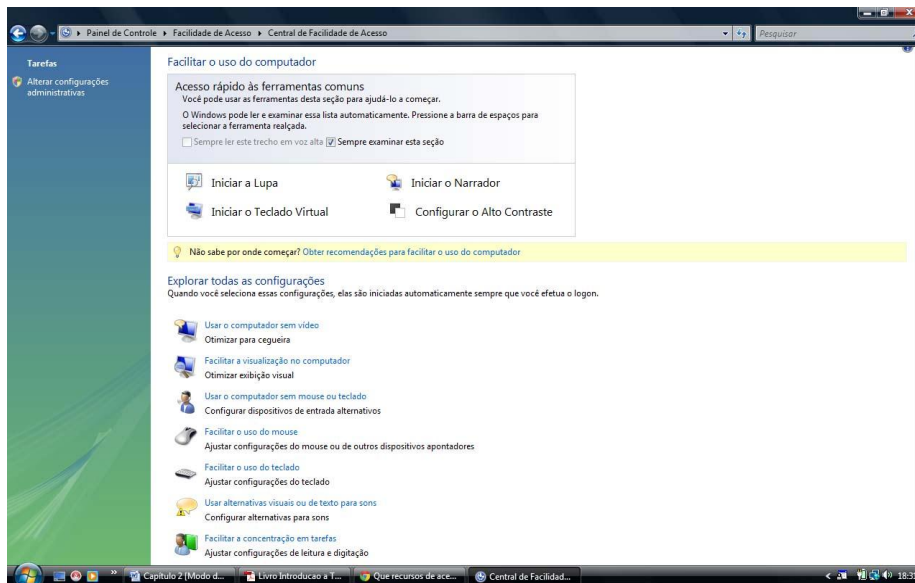 Painel de Controle ▸ Facilidade de Acesso ▸ Central de Facilidade de Acesso
Pesquisar
Tarefas
Alterar configurações
administrativas
Facilitar o uso do computador
Acesso rápido às ferramentas comuns
Você pode usar as ferramentas desta seção para ajudá-lo a começar.
O Windows pode ler e examinar essa lista automaticamente. Pressione a barra de espaços para
selecionar a ferramenta realçada.
Sempre ler este trecho em voz alta Sempre examinar esta seção
Iniciar a Lupa
Iniciar o Narrador
Iniciar o Teclado Virtual
Configurar o Alto Contraste
Não sabe por onde começar? Obter recomendações para facilitar o uso do computador
Explorar todas as configurações
Quando você seleciona essas configurações, elas são iniciadas automaticamente sempre que você efetua o logon.
Usar o computador sem vídeo
Otimizar para cegueira
Facilitar a visualização no computador
Otimizar exibição visual
Usar o computador sem mouse ou teclado
Configurar dispositivos de entrada alternativos
Facilitar o uso do mouse
Ajustar configurações do mouse ou de outros dispositivos apontadores
Facilitar o uso do teclado
Ajustar configurações do teclado
Usar alternativas visuais ou de texto para sons
Configurar alternativas para sons
Facilitar a concentração em tarefas
Ajustar configurações de leitura e digitação
Capitulo 2 [Modo d... Livro Introducao a T... Que recursos de ace... Central de Facilidad...